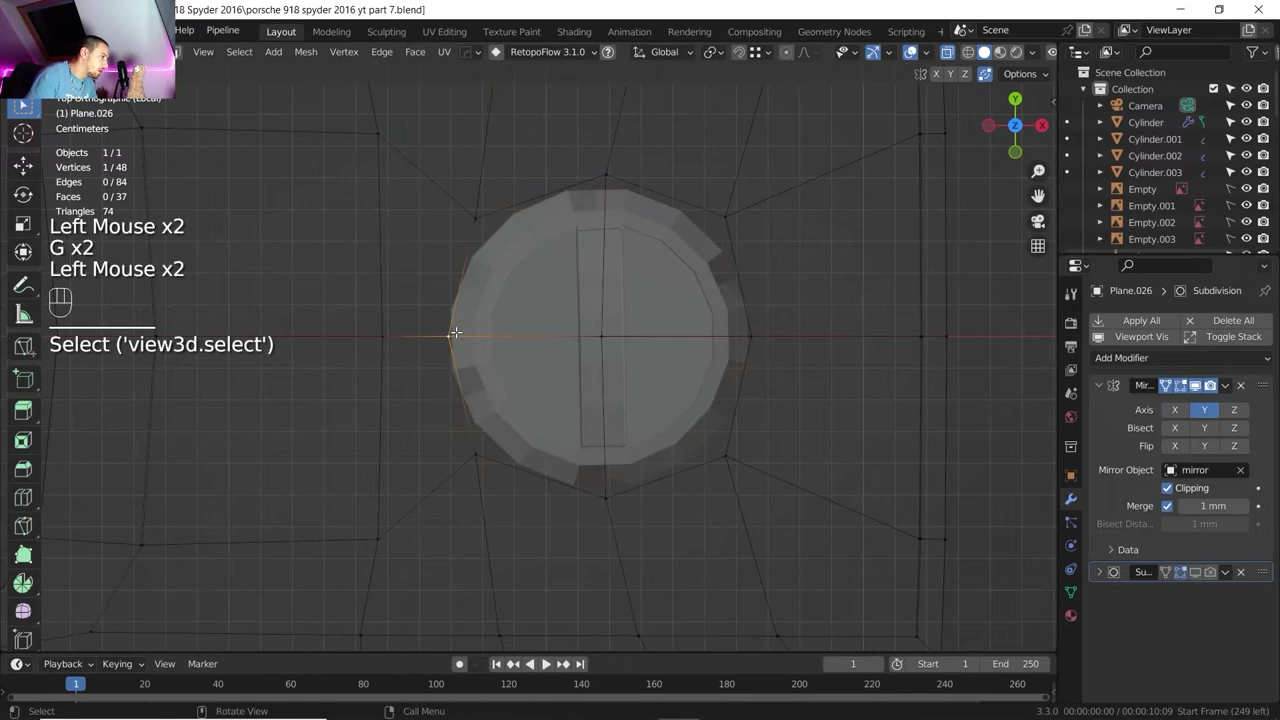 18 Spyder 2016\porsche 918 spyder 2016 yt part 7.blend]
Help Pipeline Layout Modeling Sculpting UV Editing Texture Paint Shading Animation Rendering Compositing Geometry Nodes Scripting Scene ViewLayer
View Select Add Mesh Vertex Edge Face UV RetopoFlow 3.1.0 Global
X Y Z Options
Scene Collection
Collection
Camera
Cylinder
Cylinder.001
Cylinder.002
Cylinder.003
Empty
Empty.001
Empty.002
Empty.003
Top Orthographic (Local)
(1) Plane.026
Centimeters
Objects 1 / 1
Vertices 1 / 48
Edges 0 / 84
Faces 0 / 37
Triangles 74
Left Mouse x2
G x2
Left Mouse x2
Select ('view3d.select')
Y
Z
X
Plane.026 Subdivision
Apply All Delete All
Viewport Vis Toggle Stack
Add Modifier
Mir...
Axis X Y Z
Bisect X Y Z
Flip X Y Z
Mirror Object mirror
Clipping
Merge 1 mm
Bisect Dista... 1 mm
Data
Su...
Playback Keying View Marker 1 Start 1 End 250
1 20 40 60 80 100 120 140 160 180 200 220 240 260
Select Rotate View Call Menu 3.3.0 00:00:00:00 / 00:00:10:09 Start Frame (249 left)